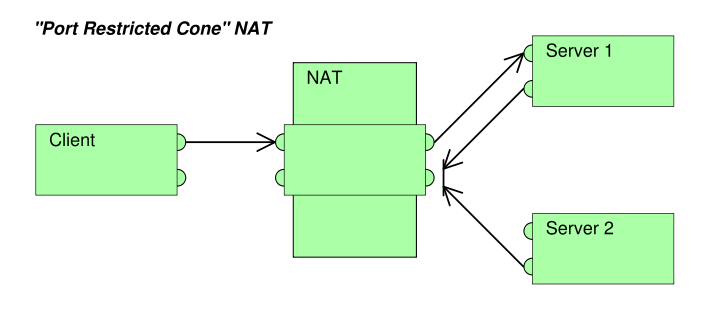 "Port Restricted Cone" NAT
NAT
Server 1
Client
Server 2